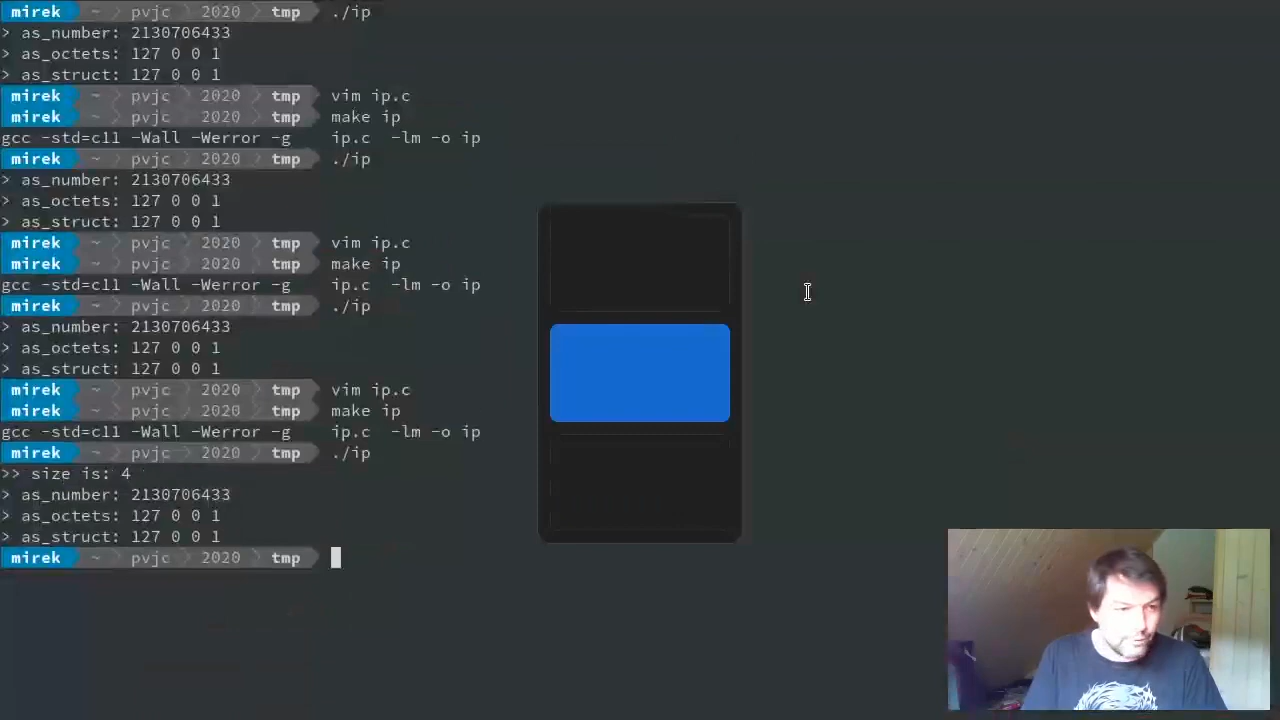 mirek ~ pvjc 2020 tmp ./ip
> as_number: 2130706433
> as_octets: 127 0 0 1
> as_struct: 127 0 0 1
mirek ~ pvjc 2020 tmp vim ip.c
mirek ~ pvjc 2020 tmp make ip
gcc -std=c11 -Wall -Werror -g    ip.c  -lm -o ip
mirek ~ pvjc 2020 tmp ./ip
> as_number: 2130706433
> as_octets: 127 0 0 1
> as_struct: 127 0 0 1
mirek ~ pvjc 2020 tmp vim ip.c
mirek ~ pvjc 2020 tmp make ip
gcc -std=c11 -Wall -Werror -g    ip.c  -lm -o ip
mirek ~ pvjc 2020 tmp ./ip
> as_number: 2130706433
> as_octets: 127 0 0 1
> as_struct: 127 0 0 1
mirek ~ pvjc 2020 tmp vim ip.c
mirek ~ pvjc 2020 tmp make ip
gcc -std=c11 -Wall -Werror -g    ip.c  -lm -o ip
mirek ~ pvjc 2020 tmp ./ip
>> size is: 4
> as_number: 2130706433
> as_octets: 127 0 0 1
> as_struct: 127 0 0 1
mirek ~ pvjc 2020 tmp